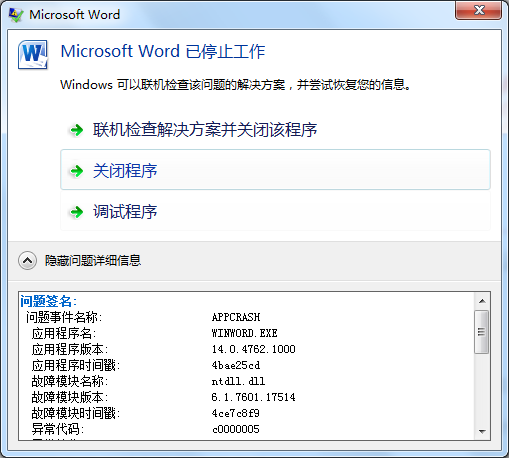 Microsoft Word
Microsoft Word 已停止工作
Windows 可以联机检查该问题的解决方案，并尝试恢复您的信息。
联机检查解决方案并关闭该程序
关闭程序
调试程序
隐藏问题详细信息
问题签名:
问题事件名称: APPCRASH
应用程序名: WINWORD.EXE
应用程序版本: 14.0.4762.1000
应用程序时间戳: 4bae25cd
故障模块名称: ntdll.dll
故障模块版本: 6.1.7601.17514
故障模块时间戳: 4ce7c8f9
异常代码: c0000005